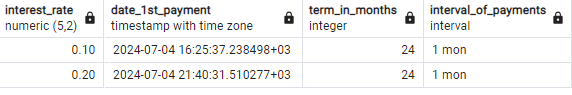 interest_rate date_1st_payment term_in_months interval_of_payments
numeric (5,2) timestamp with time zone integer interval
0.10 2024-07-04 16:25:37.238498+03 24 1 mon
0.20 2024-07-04 21:40:31.510277+03 24 1 mon